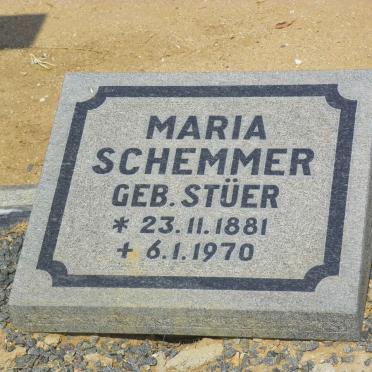 MARIA
SCHEMMER
GEB. STÜER
* 23.11.1881
+ 6.1.1970